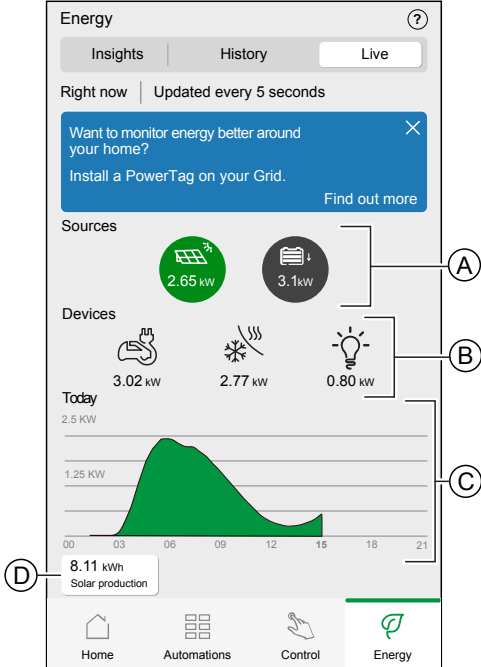 Energy ?
Insights History Live
Right now Updated every 5 seconds
Want to monitor energy better around
your home?
Install a PowerTag on your Grid.
Find out more
Sources
A
2.65 kW 3.1kW
Devices
B
3.02 kW 2.77 kW 0.80 kW
Today
2.5 KW
1.25 KW
C
00 03 06 09 12 15 18 21
D
8.11 kWh
Solar production
Home Automations Control Energy